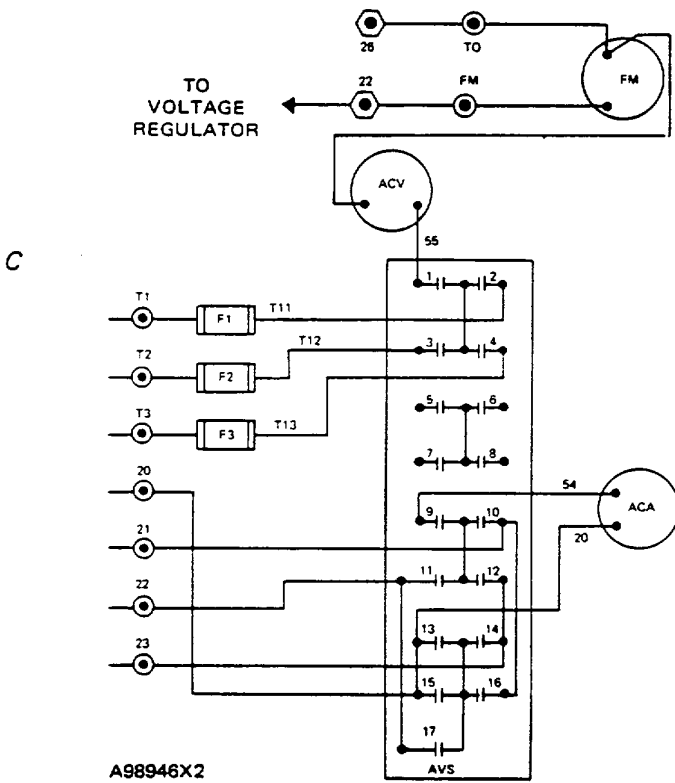 26
TO
FM
TO
VOLTAGE
REGULATOR
22
FM
ACV
55
C
1
2
T1
F1
T11
T2
F2
T12
3
4
T3
F3
T13
5
6
7
8
20
54
ACA
9
10
20
21
22
11
12
13
14
23
15
16
17
AVS
A98946X2